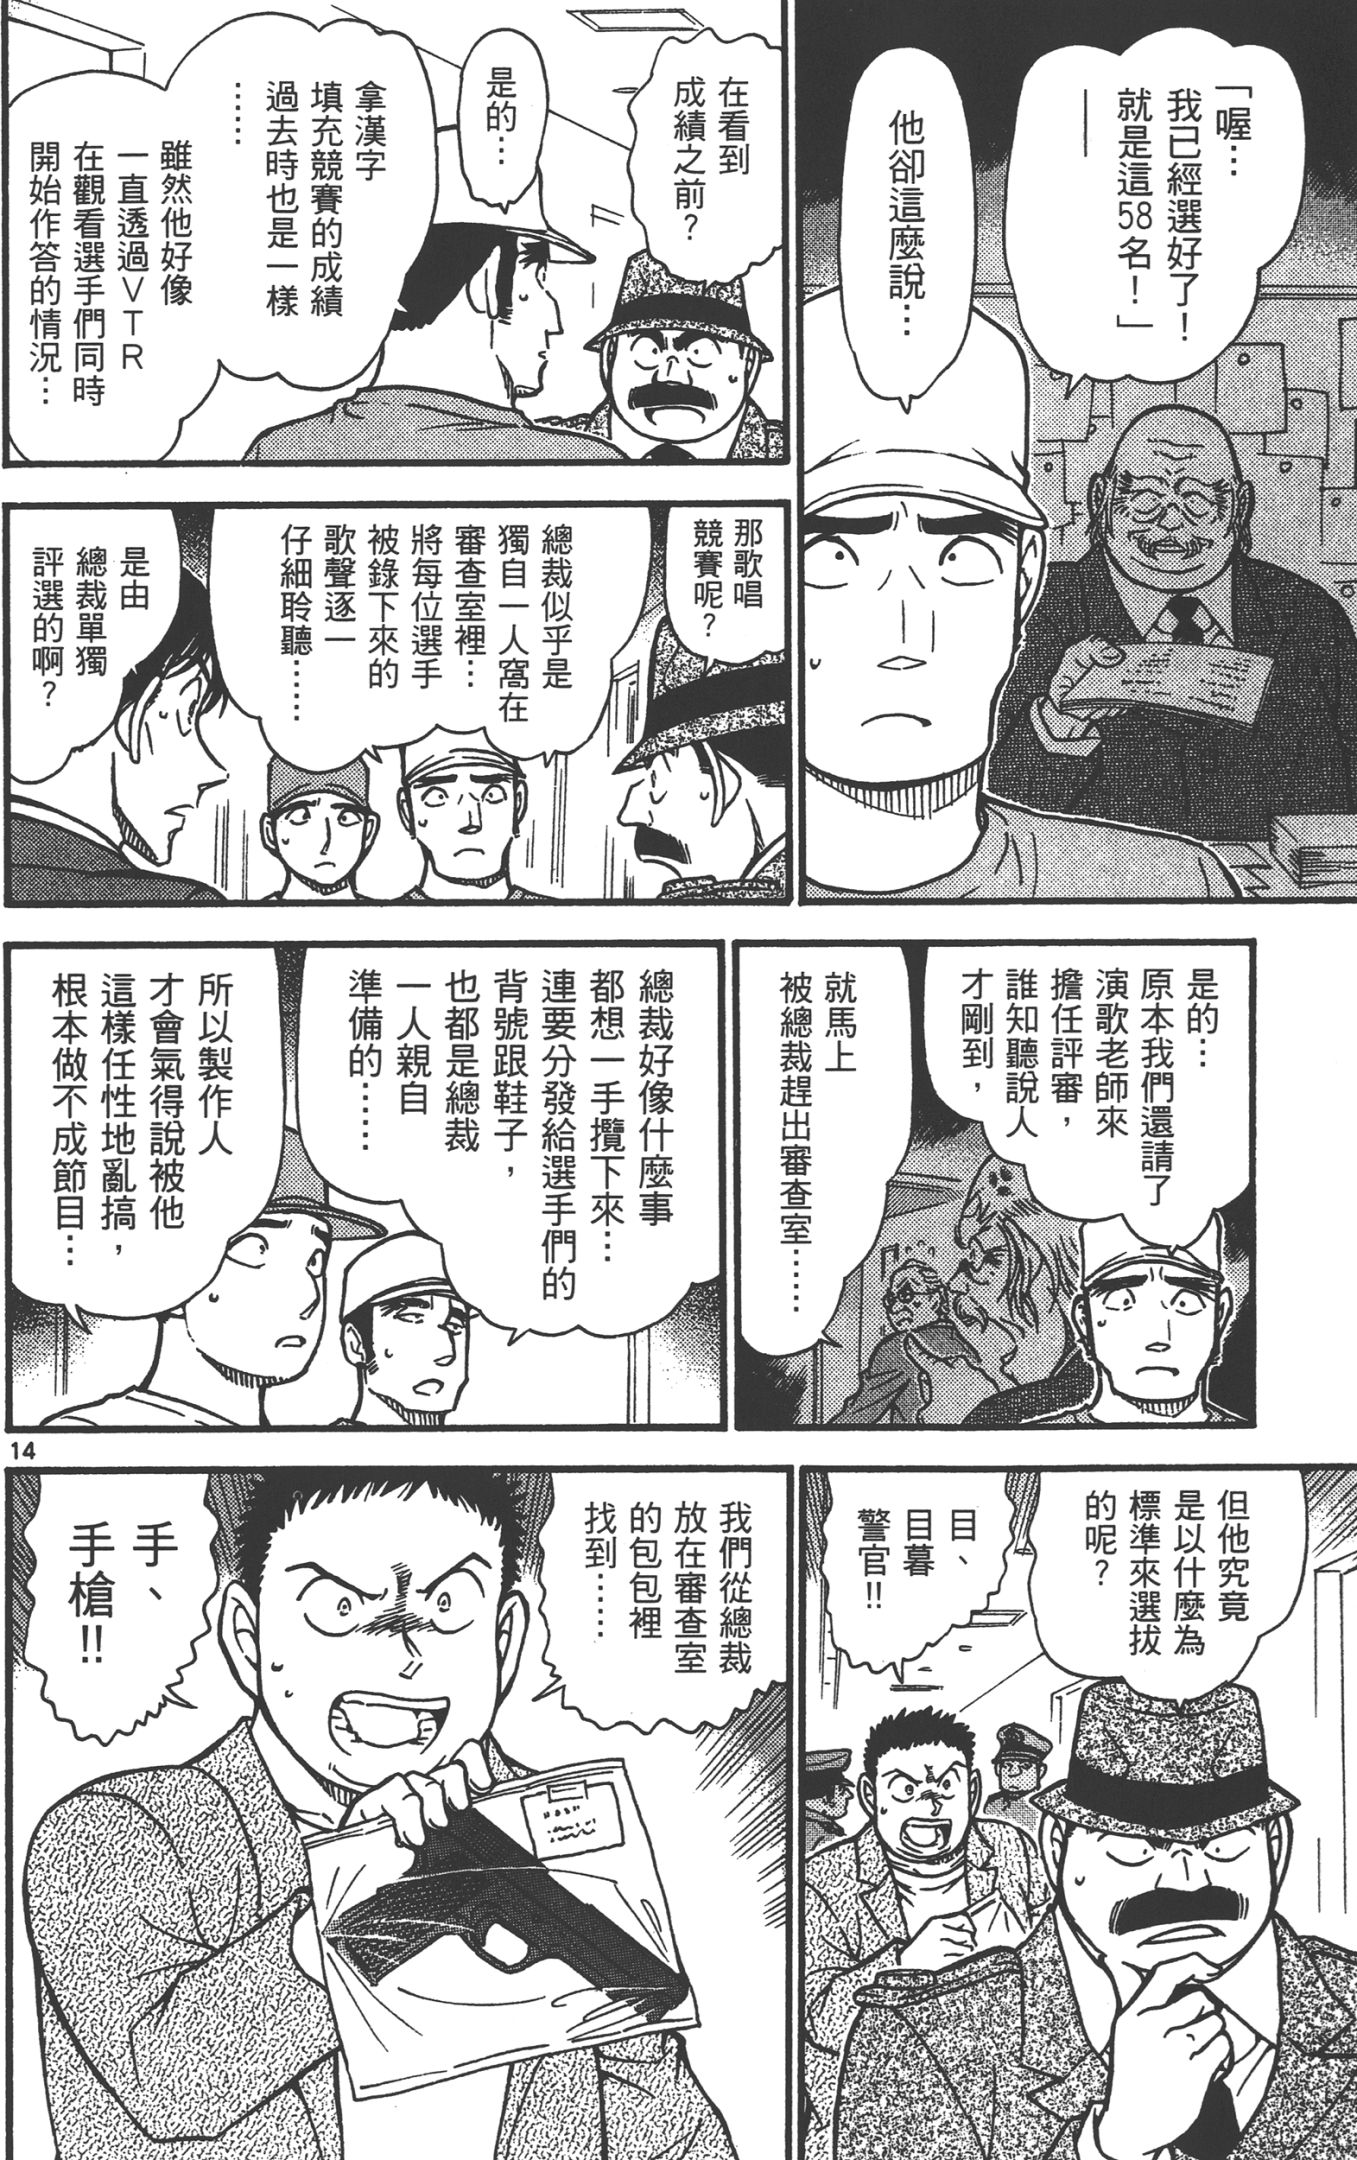 「喔…
我已經選好了！
就是這58名！」
——
他卻這麼說…
在看到
成績之前？
是的…
拿漢字
填充競賽的成績
過去時也是一樣
……
雖然他好像
一直透過VTR
在觀看選手們同時
開始作答的情況…
那歌唱
競賽呢？
總裁似乎是
獨自一人窩在
審查室裡…
將每位選手
被錄下來的
歌聲逐一
仔細聆聽……
是由
總裁單獨
評選的啊？
是的…
原本我們還請了
演歌老師來
擔任評審，
誰知聽說人
才剛到，
就馬上
被總裁趕出審查室……
總裁好像什麼事
都想一手攬下來…
連要分發給選手們的
背號跟鞋子，
也都是總裁
一人親自
準備的……
所以製作人
才會氣得說被他
這樣任性地亂搞，
根本做不成節目…
14
但他究竟
是以什麼為
標準來選拔
的呢？
目、
目暮
警官!!
我們從總裁
放在審查室
的包包裡
找到……
手、
手槍!!